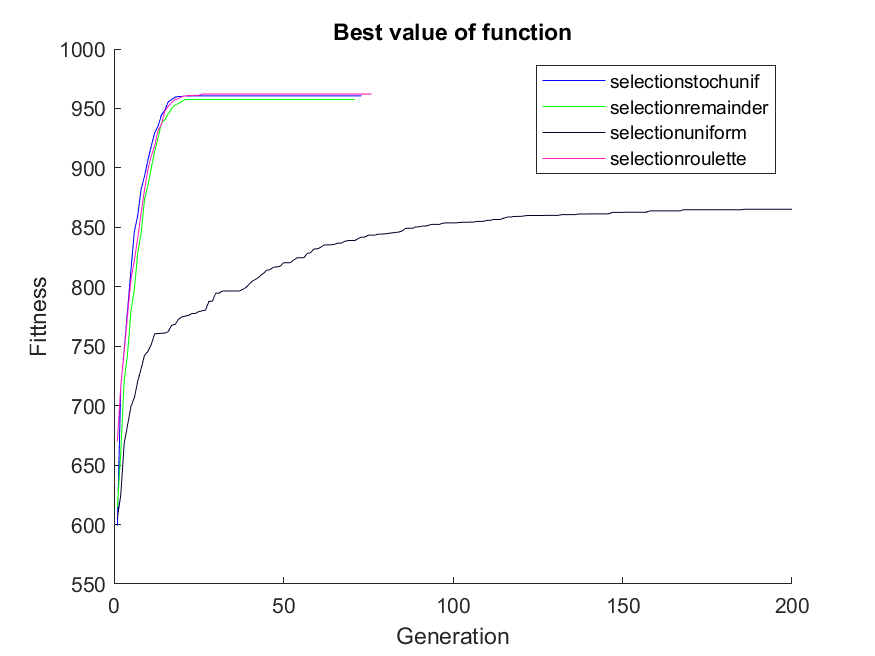 Best value of function
1000
950
900
850
800
750
700
650
600
550
Fittness
selectionstochunif
selectionremainder
selectionuniform
selectionroulette
0 50 100 150 200
Generation